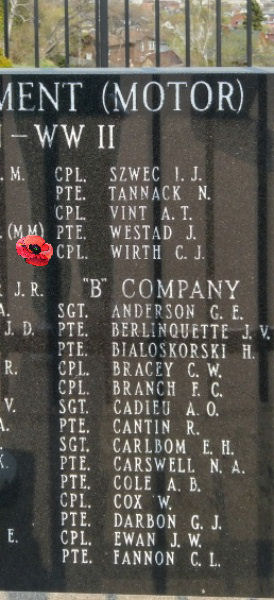 MENT (MOTOR)
– WW II
. M. CPL. SZWEC I. J.
PTE. TANNACK N.
CPL. VINT A. T.
(M.M) PTE. WESTAD J.
CPL. WIRTH C. J.
J. R. "B" COMPANY
A. SGT. ANDERSON G. E.
J. D. PTE. BERLINQUETTE J. V.
PTE. BIALOSKORSKI H.
R. CPL. BRACEY C. W.
CPL. BRANCH F. C.
V. SGT. CADIEU A. O.
A. PTE. CANTIN R.
SGT. CARLBOM E. H.
K. PTE. CARSWELL N. A.
PTE. COLE A. B.
CPL. COX W.
PTE. DARBON G. J.
E. CPL. EWAN J. W.
PTE. FANNON C. L.